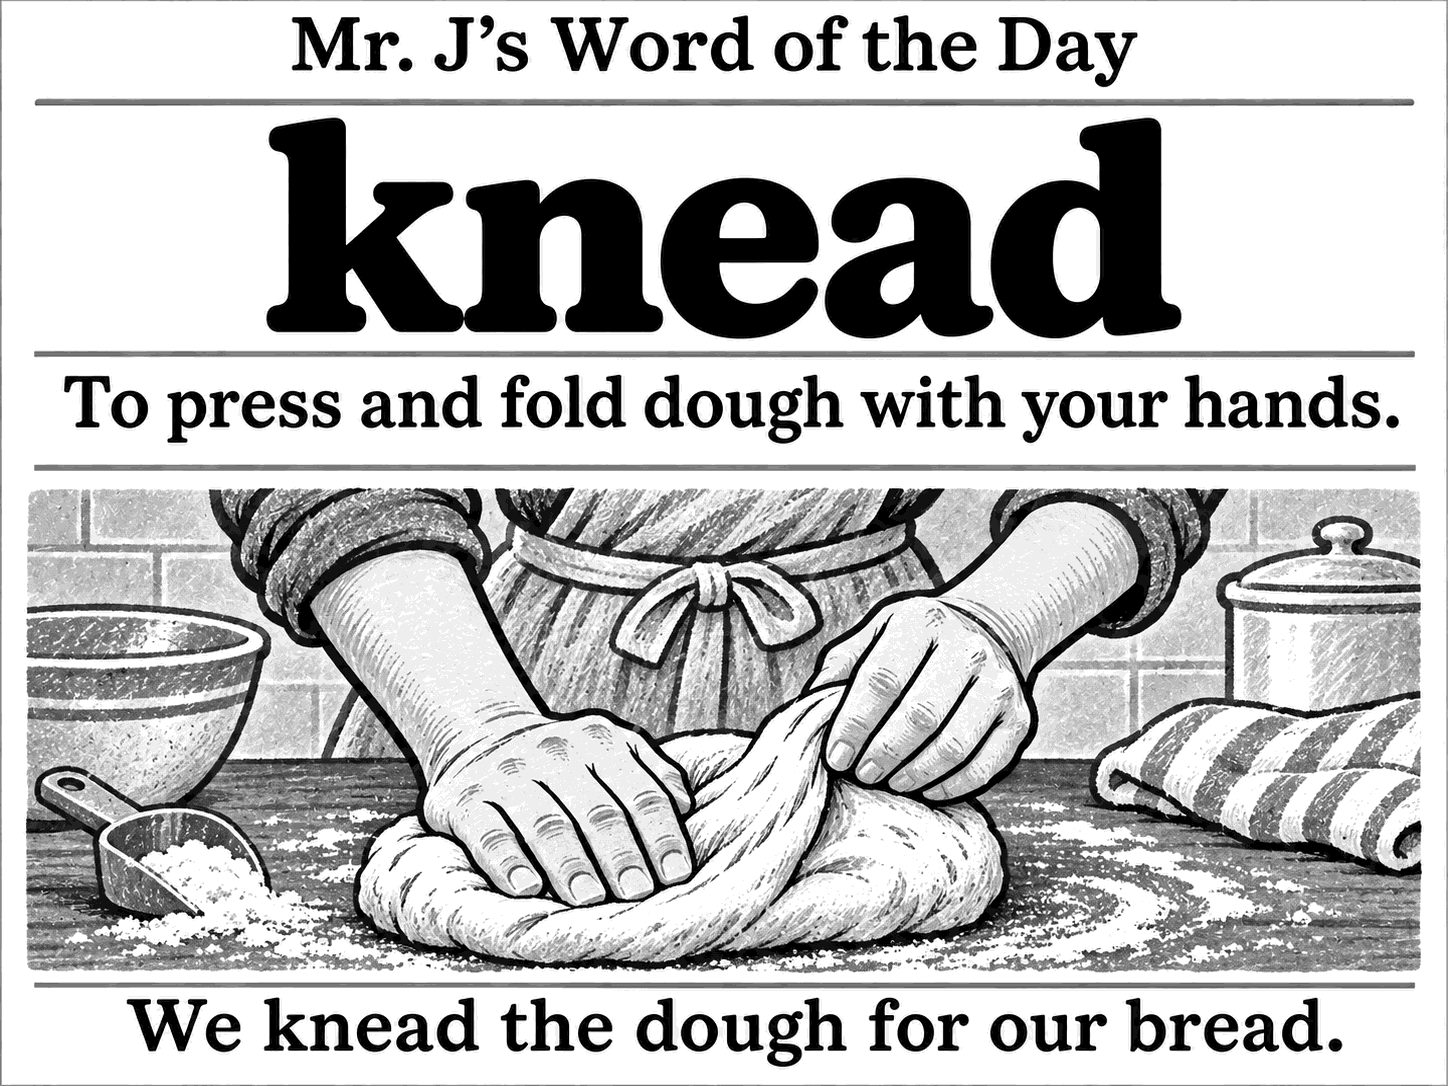 Mr. J’s Word of the Day
knead
To press and fold dough with your hands.
We knead the dough for our bread.